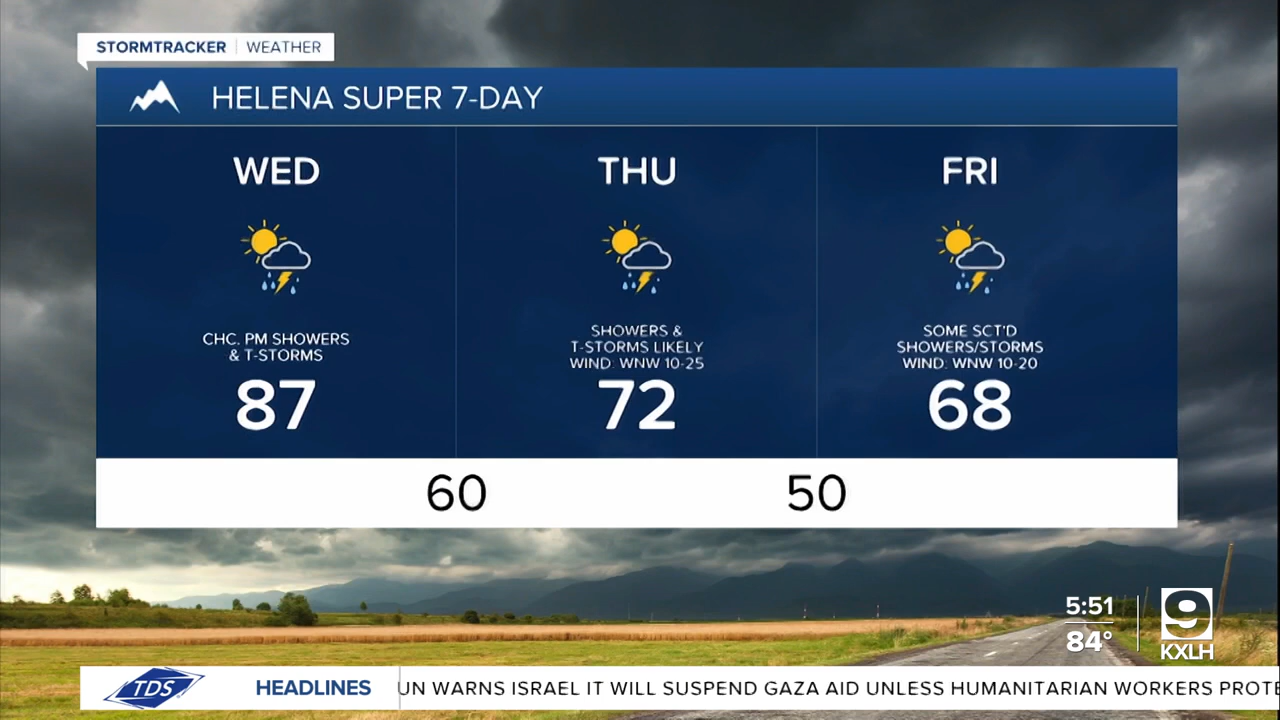 STORMTRACKER | WEATHER
HELENA SUPER 7-DAY
WED
CHC. PM SHOWERS
& T-STORMS
87
THU
SHOWERS &
T-STORMS LIKELY
WIND: WNW 10-25
72
FRI
SOME SCT'D
SHOWERS/STORMS
WIND: WNW 10-20
68
60
50
5:51
84°
9
KXLH
TDS
HEADLINES
UN WARNS ISRAEL IT WILL SUSPEND GAZA AID UNLESS HUMANITARIAN WORKERS PROTE